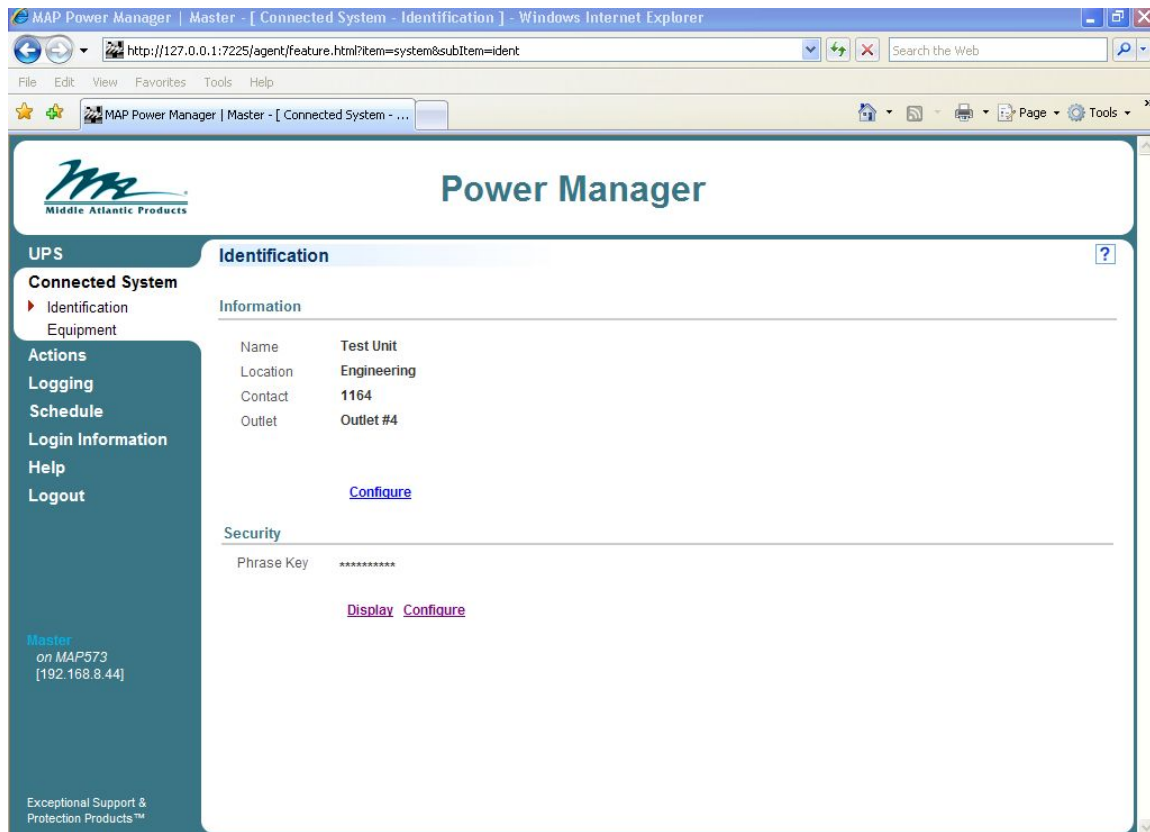 MAP Power Manager | Master - [ Connected System - Identification ] - Windows Internet Explorer
http://127.0.0.1:7225/agent/feature.html?item=system&subItem=ident
Search the Web
File Edit View Favorites Tools Help
MAP Power Manager | Master - [ Connected System - ...
Page Tools
Middle Atlantic Products
Power Manager
UPS
Connected System
Identification
Equipment
Actions
Logging
Schedule
Login Information
Help
Logout
Master
on MAP573
[192.168.8.44]
Exceptional Support &
Protection Products™
Identification
?
Information
Name Test Unit
Location Engineering
Contact 1164
Outlet Outlet #4
Configure
Security
Phrase Key **********
Display Configure